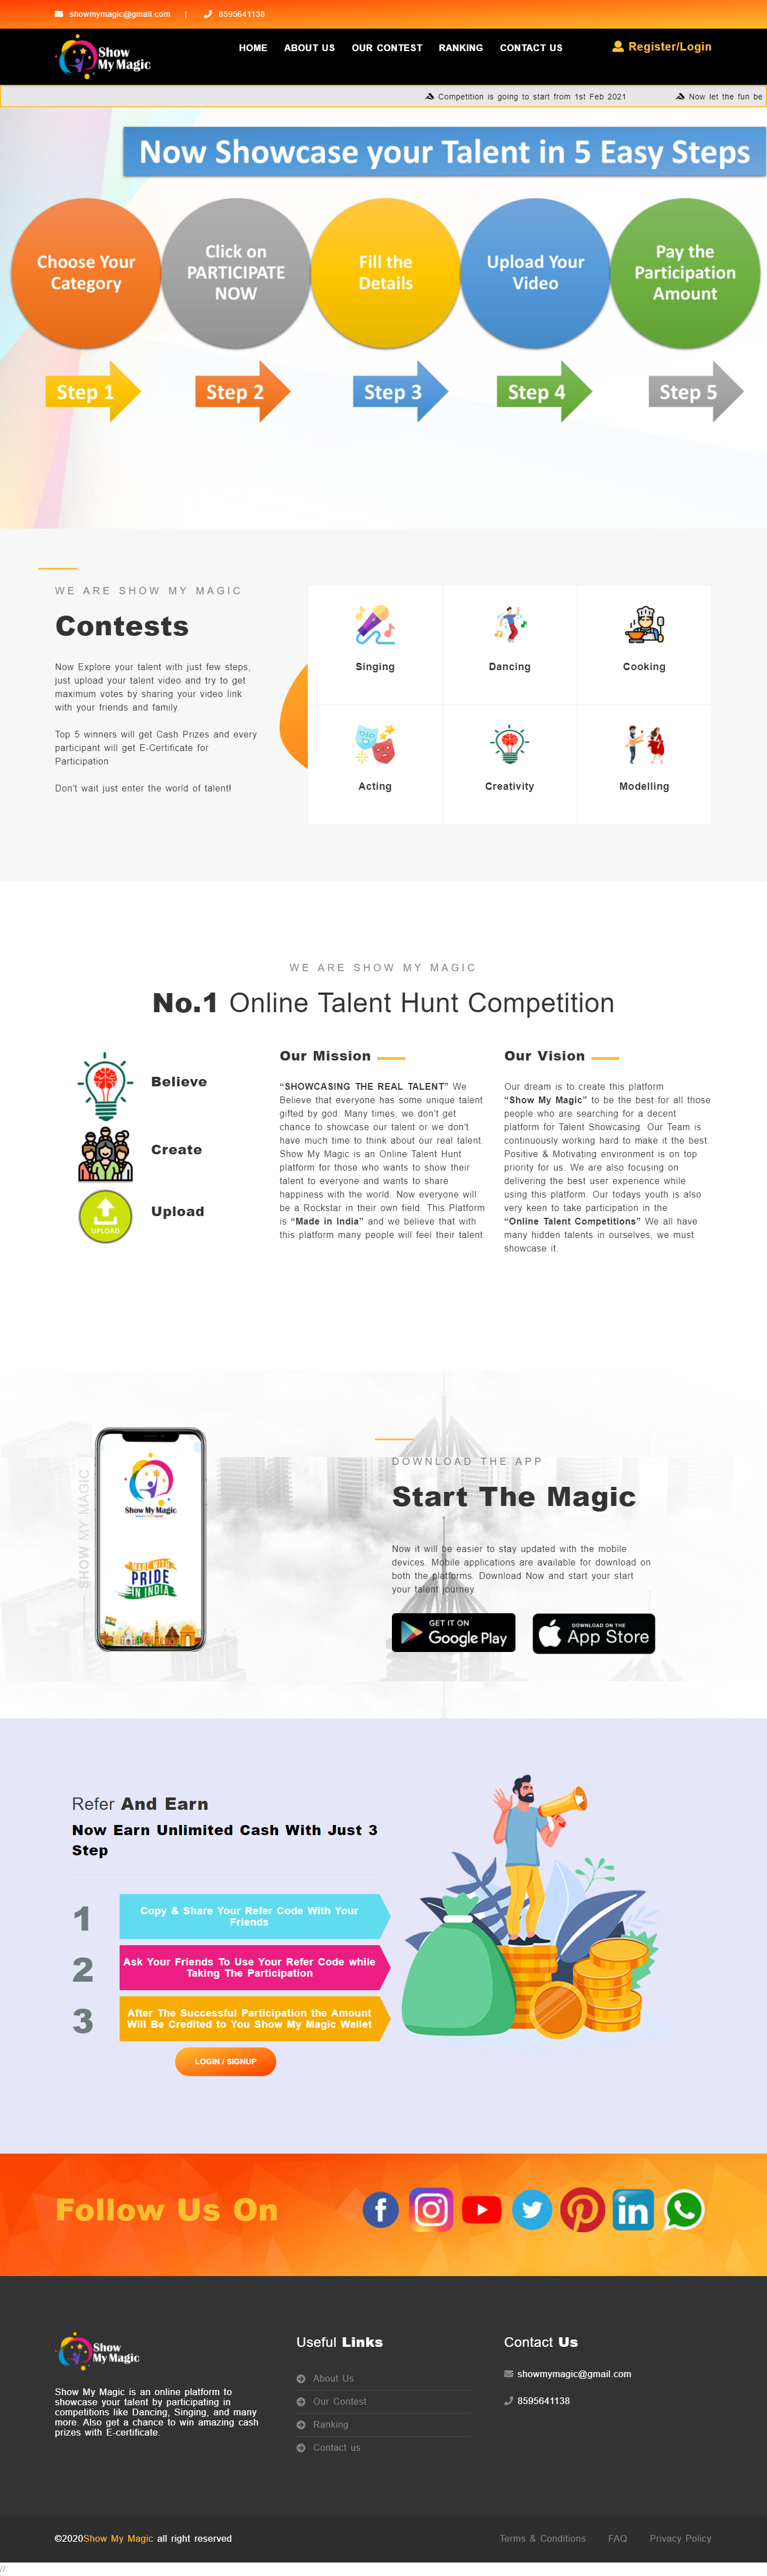 showmymagic@gmail.com | 8595641138
Show
My Magic
HOME ABOUT US OUR CONTEST RANKING CONTACT US
Register/Login
Competition is going to start from 1st Feb 2021 Now let the fun be
Now Showcase your Talent in 5 Easy Steps
Choose Your
Category
Click on
PARTICIPATE
NOW
Fill the
Details
Upload Your
Video
Pay the
Participation
Amount
Step 1 Step 2 Step 3 Step 4 Step 5
WE ARE SHOW MY MAGIC
Contests
Now Explore your talent with just few steps,
just upload your talent video and try to get
maximum votes by sharing your video link
with your friends and family.
Top 5 winners will get Cash Prizes and every
participant will get E-Certificate for
Participation
Don't wait just enter the world of talent!
Singing Dancing Cooking
Acting Creativity Modelling
WE ARE SHOW MY MAGIC
No.1 Online Talent Hunt Competition
Believe
Create
UPLOAD
Upload
Our Mission
“SHOWCASING THE REAL TALENT” We
Believe that everyone has some unique talent
gifted by god. Many times, we don't get
chance to showcase our talent or we don't
have much time to think about our real talent.
Show My Magic is an Online Talent Hunt
platform for those who wants to show their
talent to everyone and wants to share
happiness with the world. Now everyone will
be a Rockstar in their own field. This Platform
is “Made in India” and we believe that with
this platform many people will feel their talent.
Our Vision
Our dream is to create this platform
“Show My Magic” to be the best for all those
people who are searching for a decent
platform for Talent Showcasing. Our Team is
continuously working hard to make it the best.
Positive & Motivating environment is on top
priority for us. We are also focusing on
delivering the best user experience while
using this platform. Our todays youth is also
very keen to take participation in the
“Online Talent Competitions” We all have
many hidden talents in ourselves, we must
showcase it.
SHOW MY MAGIC
Show My Magic
MADE WITH
PRIDE
IN INDIA
DOWNLOAD THE APP
Start The Magic
Now it will be easier to stay updated with the mobile
devices. Mobile applications are available for download on
both the platforms. Download Now and start your start
your talent journey.
GET IT ON
Google Play
DOWNLOAD ON THE
App Store
Refer And Earn
Now Earn Unlimited Cash With Just 3
Step
1
Copy & Share Your Refer Code With Your
Friends
2
Ask Your Friends To Use Your Refer Code while
Taking The Participation
3
After The Successful Participation the Amount
Will Be Credited to You Show My Magic Wallet
LOGIN / SIGNUP
Follow Us On
Show
My Magic
Show My Magic is an online platform to
showcase your talent by participating in
competitions like Dancing, Singing, and many
more. Also get a chance to win amazing cash
prizes with E-certificate.
Useful Links
About Us
Our Contest
Ranking
Contact us
Contact Us
showmymagic@gmail.com
8595641138
©2020Show My Magic all right reserved
Terms & Conditions FAQ Privacy Policy
//